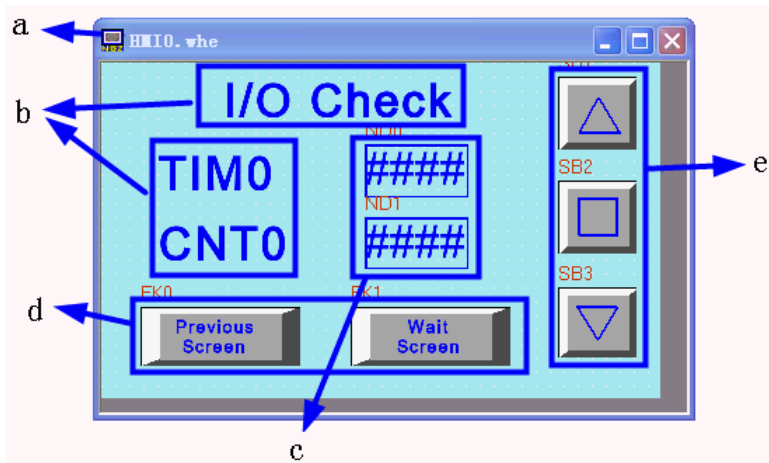 a
HMI0.whe
b
I/O Check
TIM0
CNT0
ND0
####
ND1
####
SB2
SB3
e
d
FK0
Previous
Screen
FK1
Wait
Screen
c